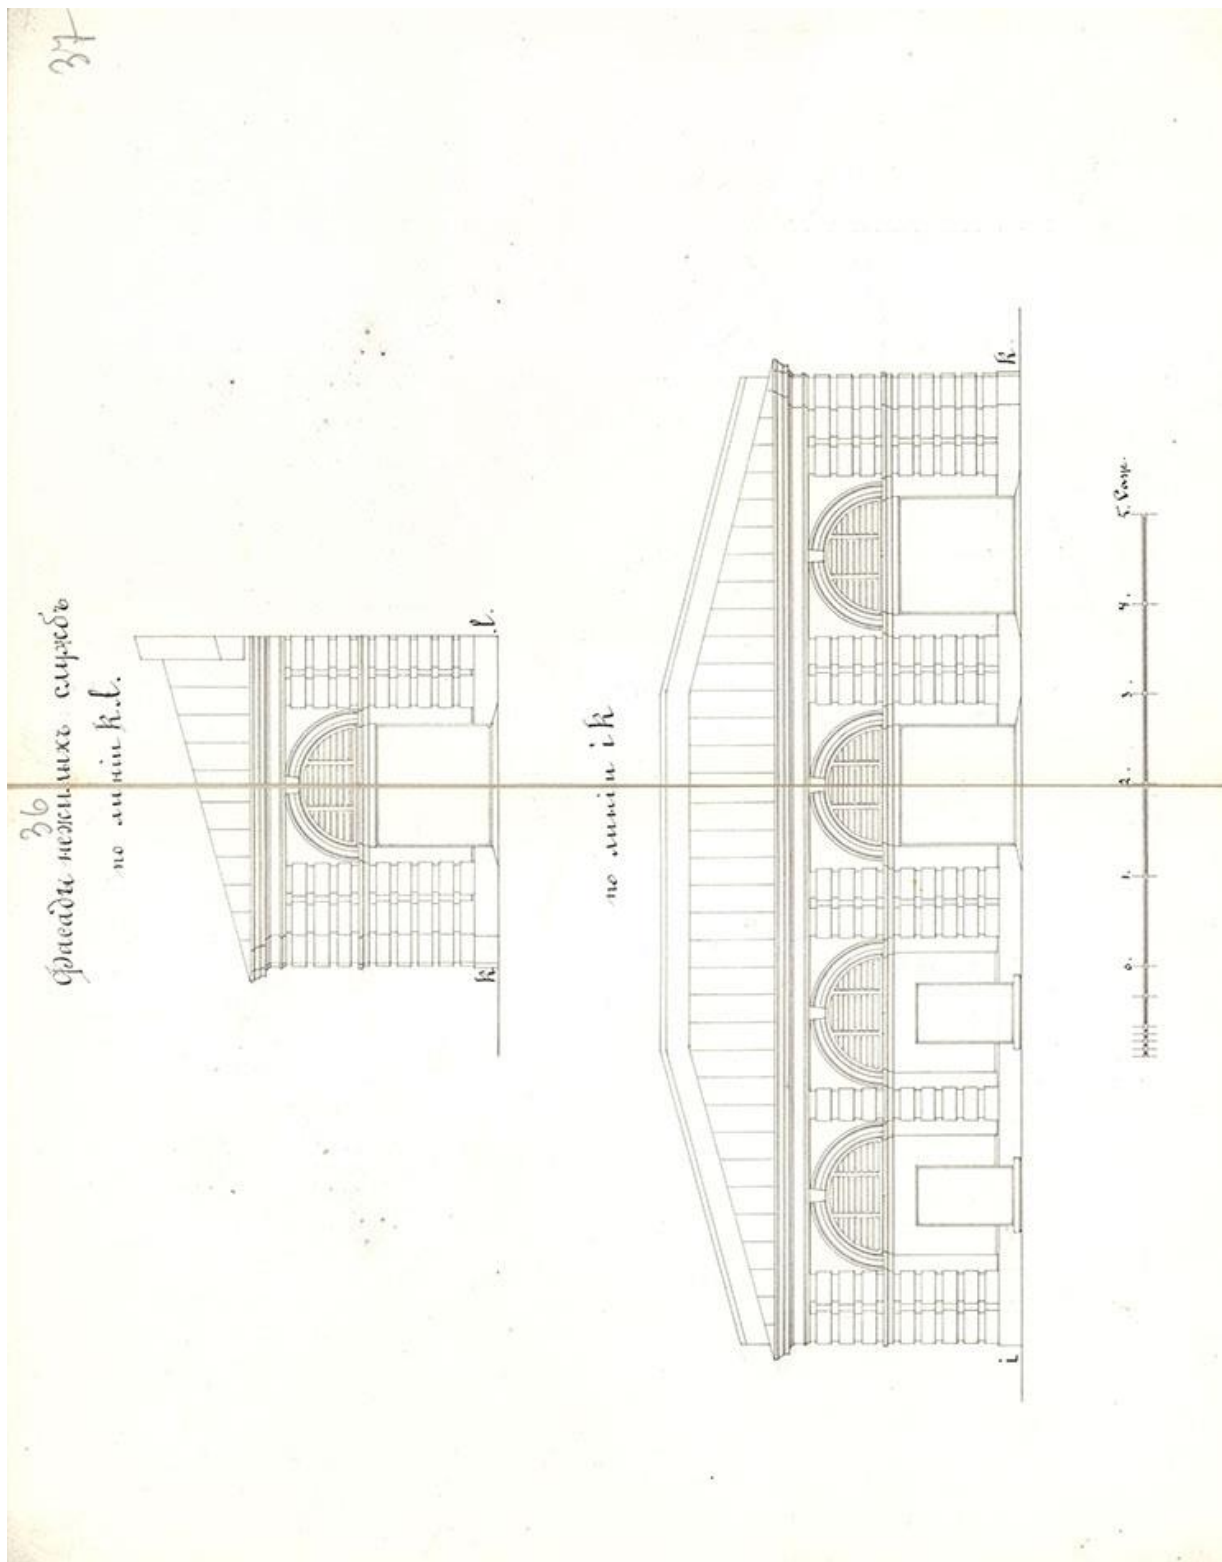 37
36
Фасады нежилыхъ службъ
по линіи k.l.
k.
l.
по линіи i k
i
k.
0. 1. 2. 3. 4. 5. Саж.